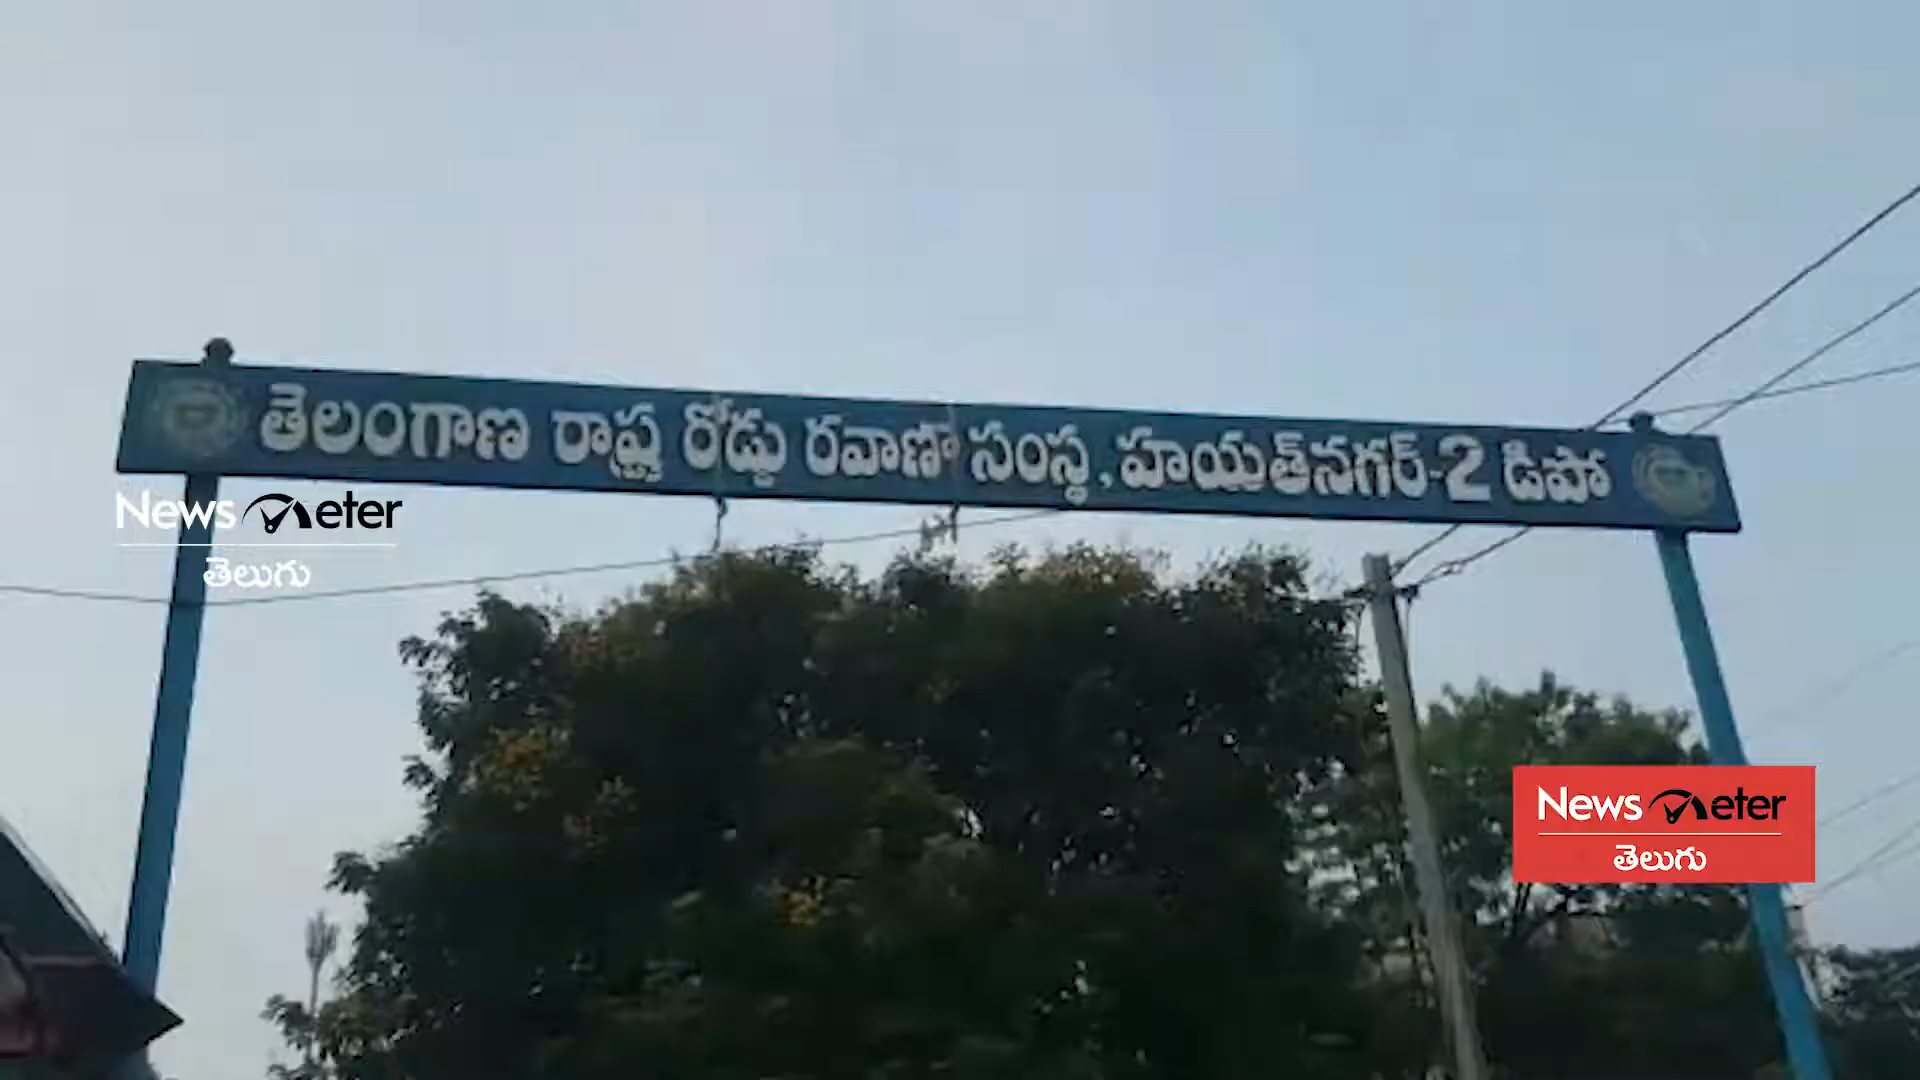 తెలంగాణ రాష్ట్ర రోడ్డు రవాణా సంస్థ, హయత్‌నగర్-2 డిపో
News meter
తెలుగు
News meter
తెలుగు